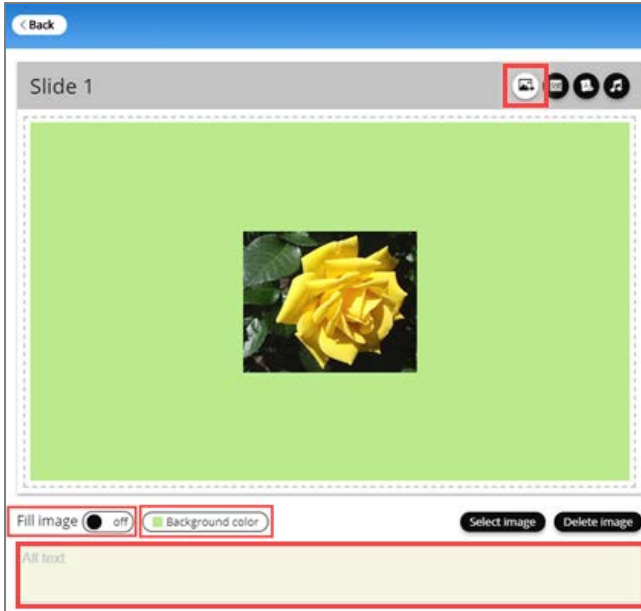 Back
Slide 1
Fill image off Background color Select image Delete image
Alt text